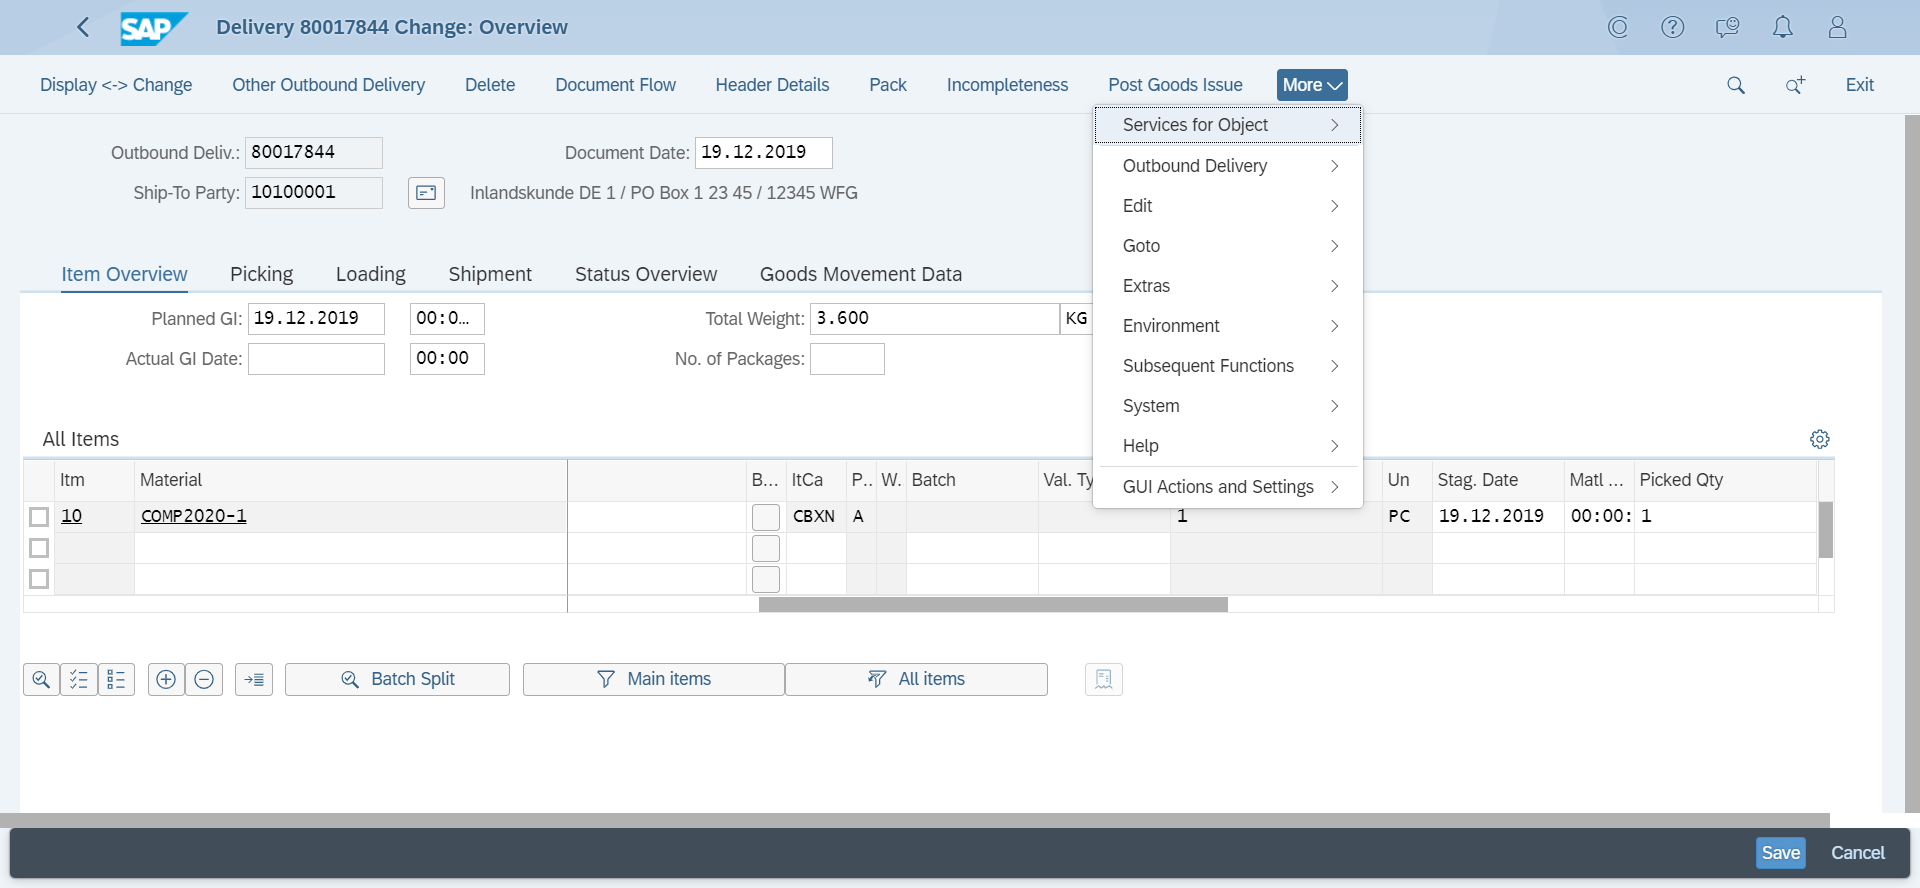 SAP Delivery 80017844 Change: Overview
Display <-> Change Other Outbound Delivery Delete Document Flow Header Details Pack Incompleteness Post Goods Issue More Exit
Services for Object
Outbound Delivery
Edit
Goto
Extras
Environment
Subsequent Functions
System
Help
GUI Actions and Settings
Outbound Deliv.: 80017844 Document Date: 19.12.2019
Ship-To Party: 10100001 Inlandskunde DE 1 / PO Box 1 23 45 / 12345 WFG
Item Overview Picking Loading Shipment Status Overview Goods Movement Data
Planned GI: 19.12.2019 00:0... Total Weight: 3.600 KG
Actual GI Date: 00:00 No. of Packages:
All Items
Itm Material B... ItCa P.. W. Batch Val. Ty Un Stag. Date Matl ... Picked Qty
10 COMP2020-1 CBXN A 1 PC 19.12.2019 00:00: 1
Batch Split Main items All items
Save Cancel